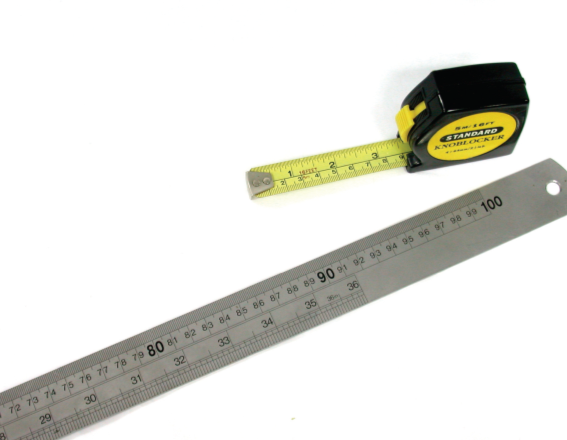 5m-16FT
STANDARD
KNOBLOCKER
1 2 3
72 73 74 75 76 77 78 79 80 81 82 83 84 85 86 87 88 89 90 91 92 93 94 95 96 97 98 99 100
29 30 31 32 33 34 35 36